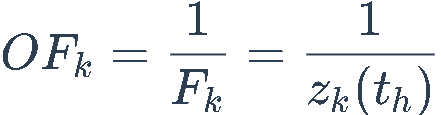 OF_k = \frac{1}{F_k} = \frac{1}{z_k(t_h)}